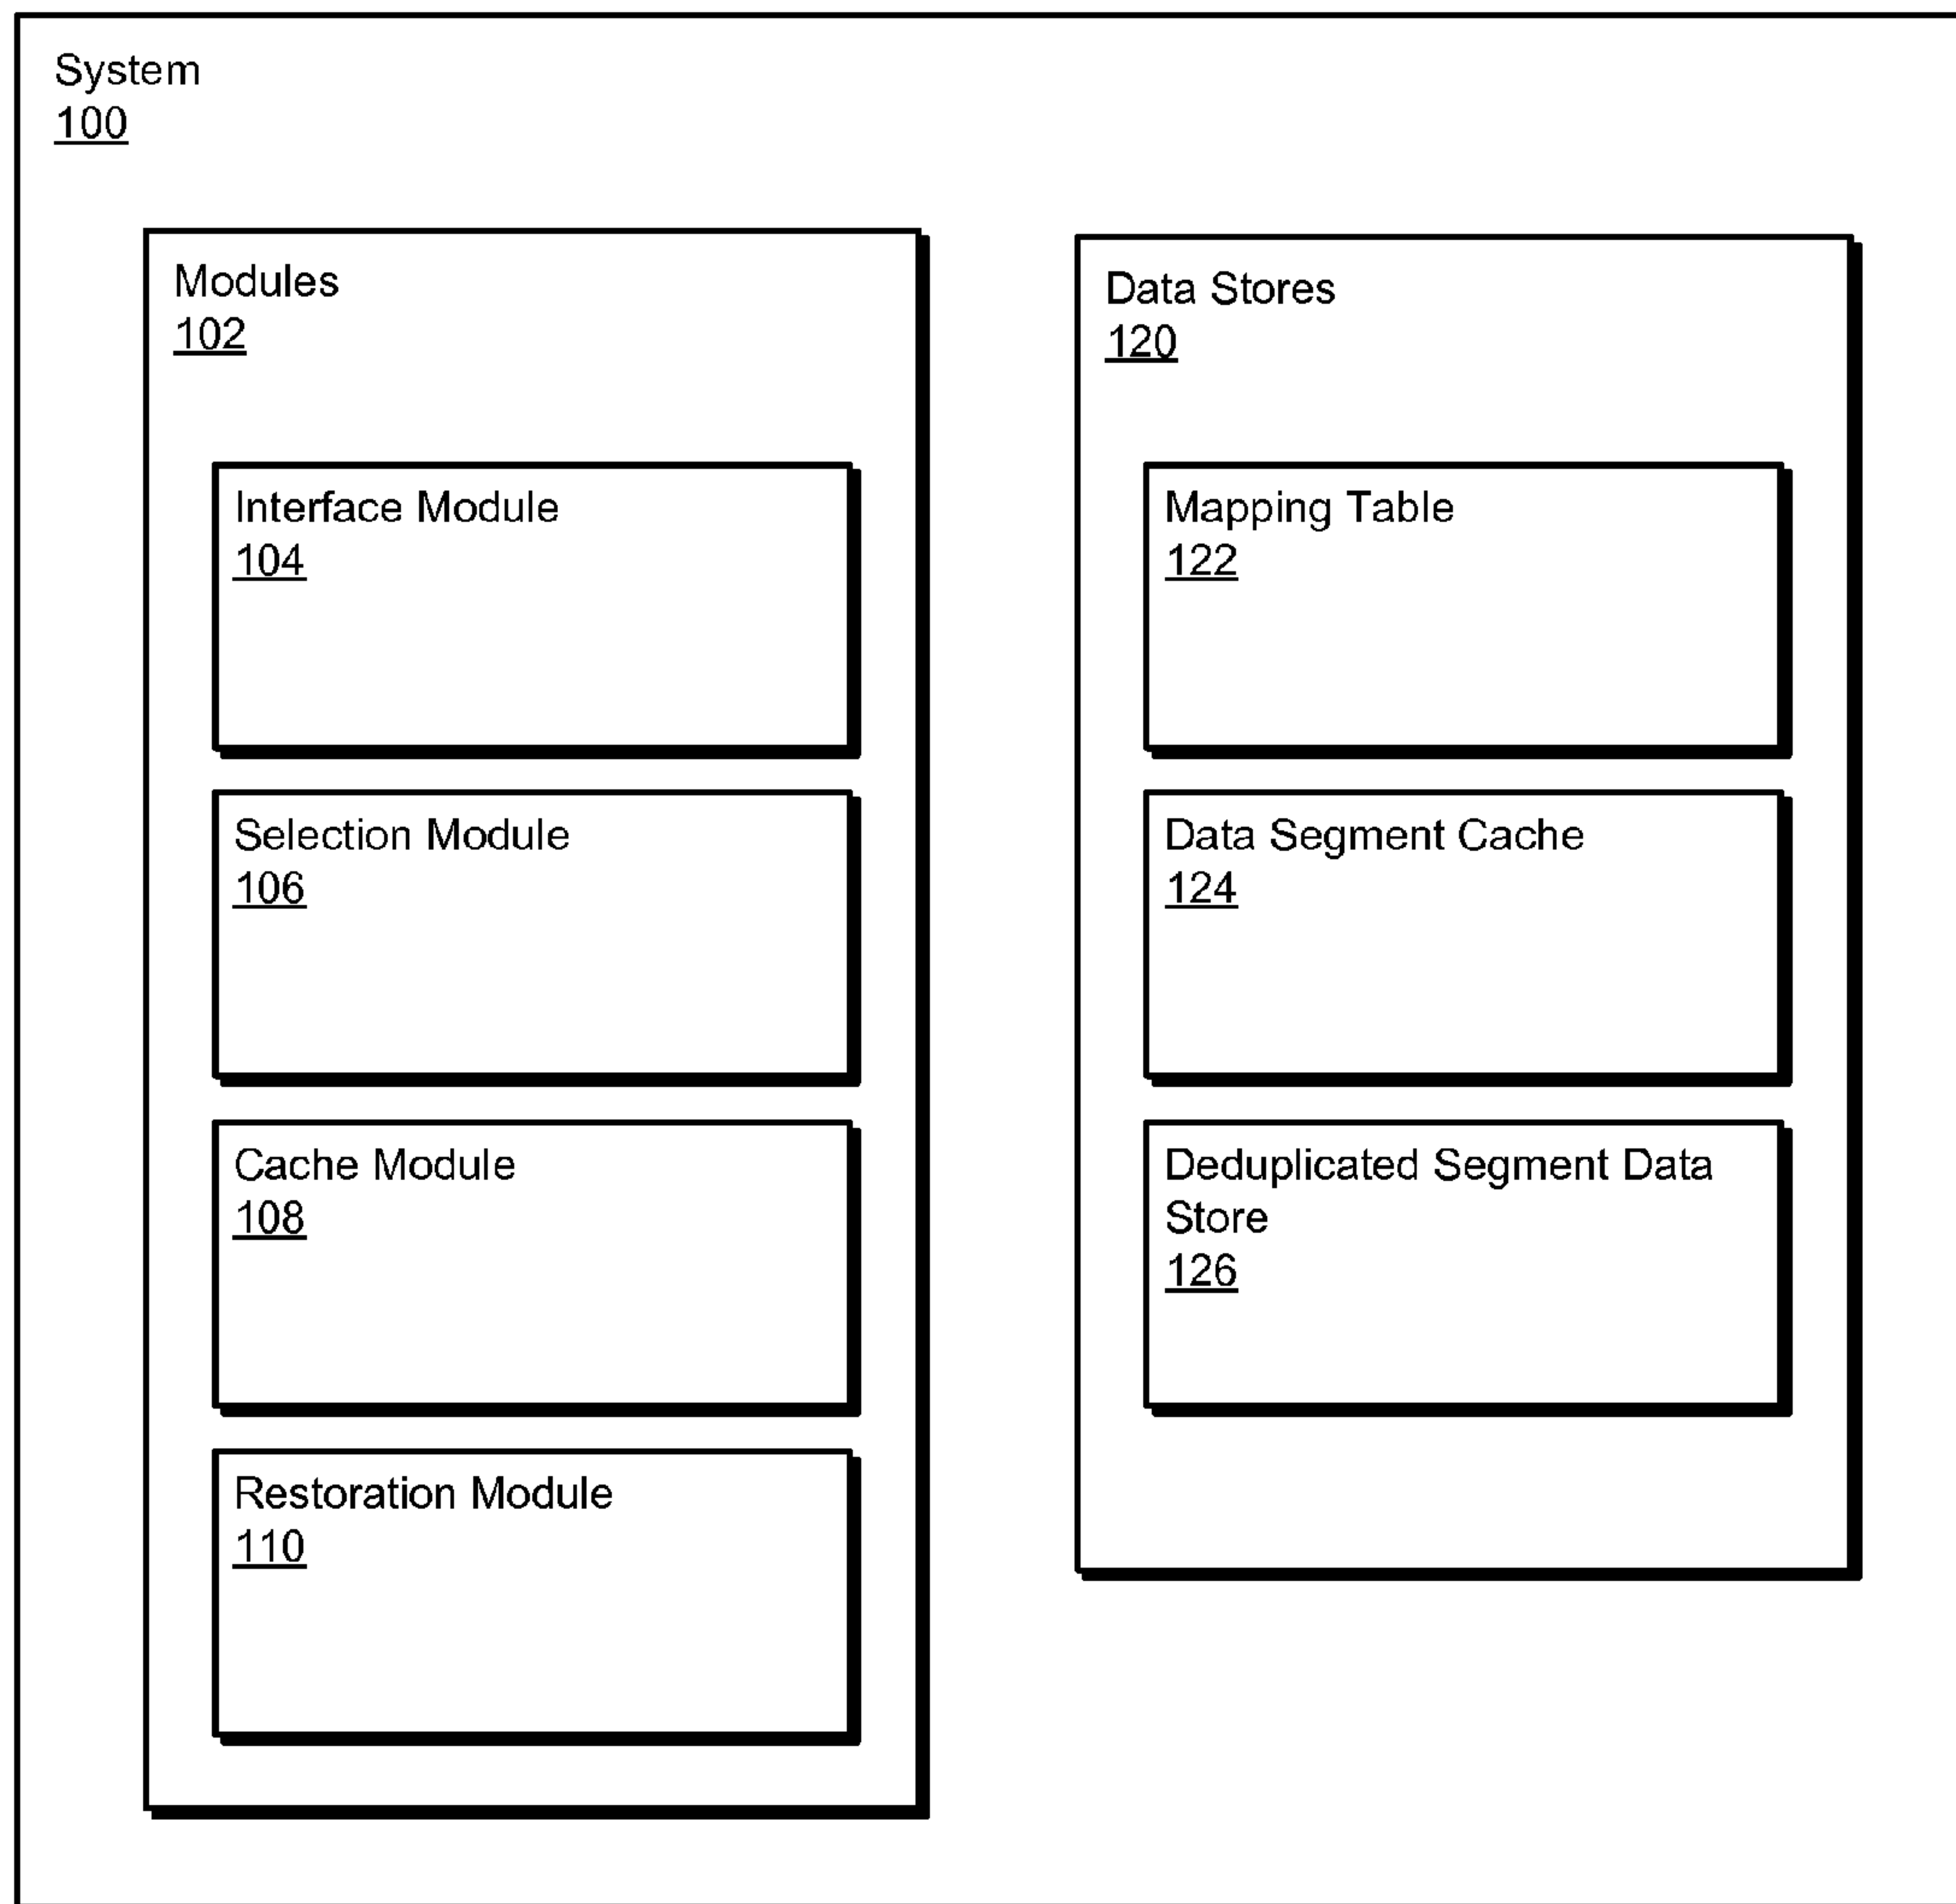 System
100
Modules
102
Interface Module
104
Selection Module
106
Cache Module
108
Restoration Module
110
Data Stores
120
Mapping Table
122
Data Segment Cache
124
Deduplicated Segment Data
Store
126